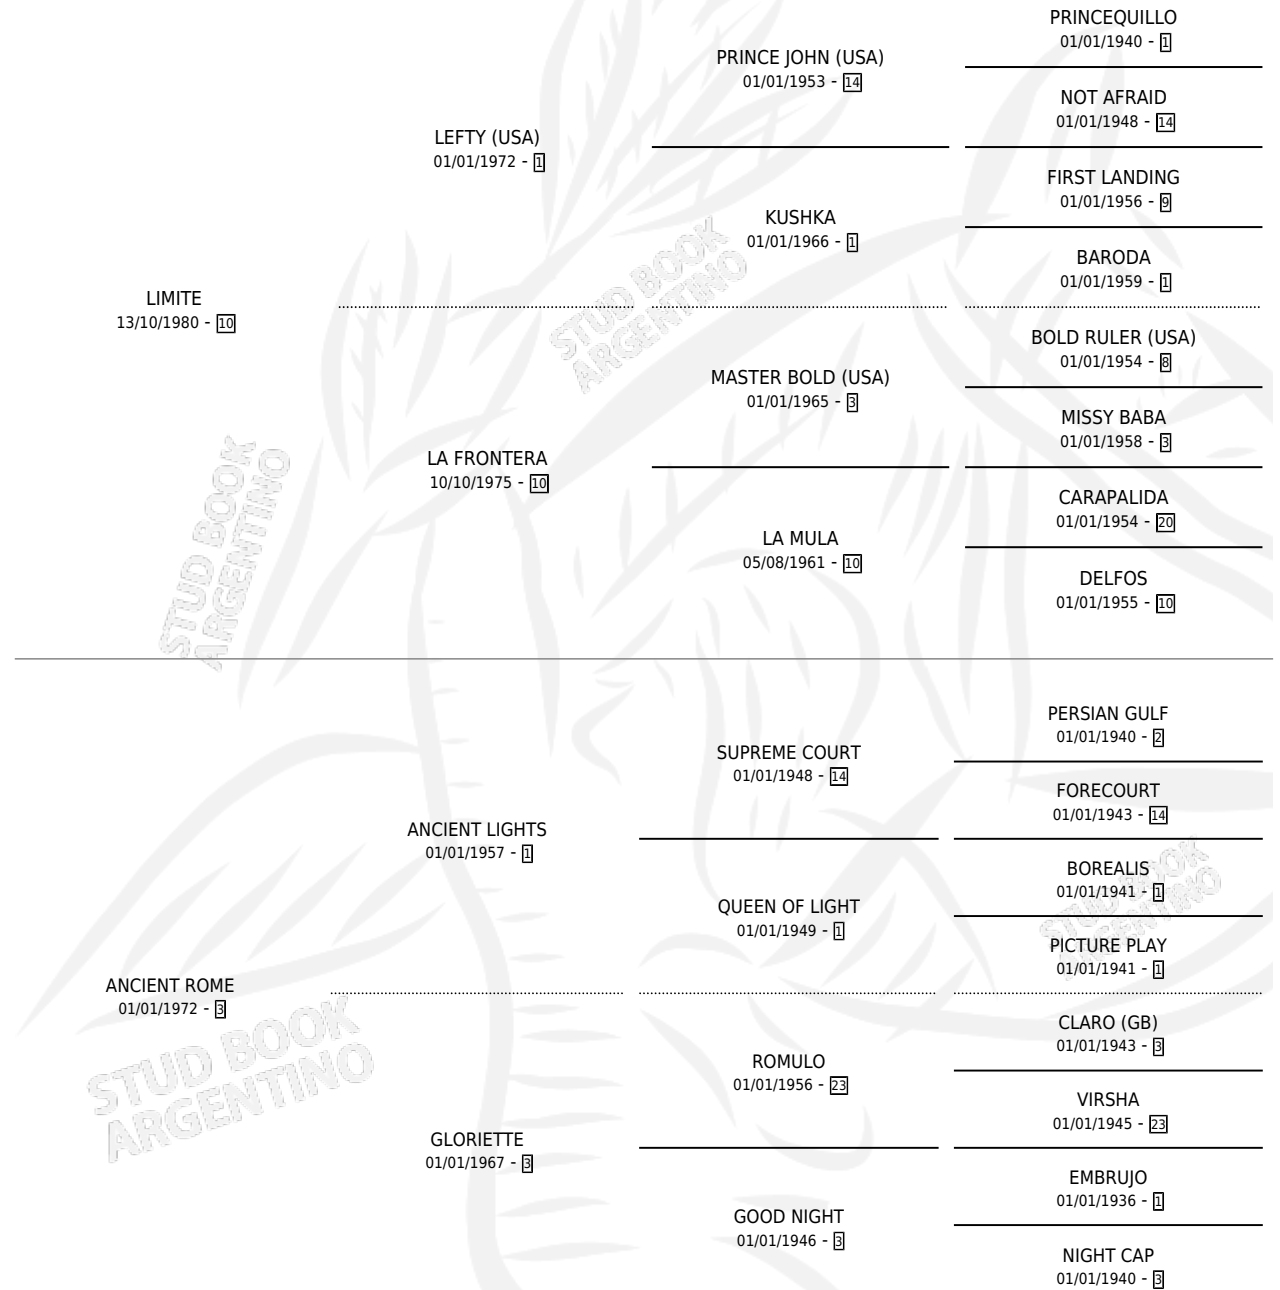 PRINCEQUILLO
01/01/1940 - 1
PRINCE JOHN (USA)
01/01/1953 - 14
NOT AFRAID
01/01/1948 - 14
LEFTY (USA)
01/01/1972 - 1
FIRST LANDING
01/01/1956 - 9
KUSHKA
01/01/1966 - 1
BARODA
01/01/1959 - 1
LIMITE
13/10/1980 - 10
STUD BOOK
ARGENTINO
BOLD RULER (USA)
01/01/1954 - 8
MASTER BOLD (USA)
01/01/1965 - 3
MISSY BABA
01/01/1958 - 3
LA FRONTERA
10/10/1975 - 10
CARAPALIDA
01/01/1954 - 20
LA MULA
05/08/1961 - 10
DELFOS
01/01/1955 - 10
STUD BOOK
ARGENTINO
PERSIAN GULF
01/01/1940 - 2
SUPREME COURT
01/01/1948 - 14
FORECOURT
01/01/1943 - 14
ANCIENT LIGHTS
01/01/1957 - 1
BOREALIS
01/01/1941 - 1
QUEEN OF LIGHT
01/01/1949 - 1
PICTURE PLAY
01/01/1941 - 1
STUD BOOK
ARGENTINO
ANCIENT ROME
01/01/1972 - 3
CLARO (GB)
01/01/1943 - 3
ROMULO
01/01/1956 - 23
VIRSHA
01/01/1945 - 23
STUD BOOK
ARGENTINO
GLORIETTE
01/01/1967 - 3
EMBRUJO
01/01/1936 - 1
GOOD NIGHT
01/01/1946 - 3
NIGHT CAP
01/01/1940 - 3